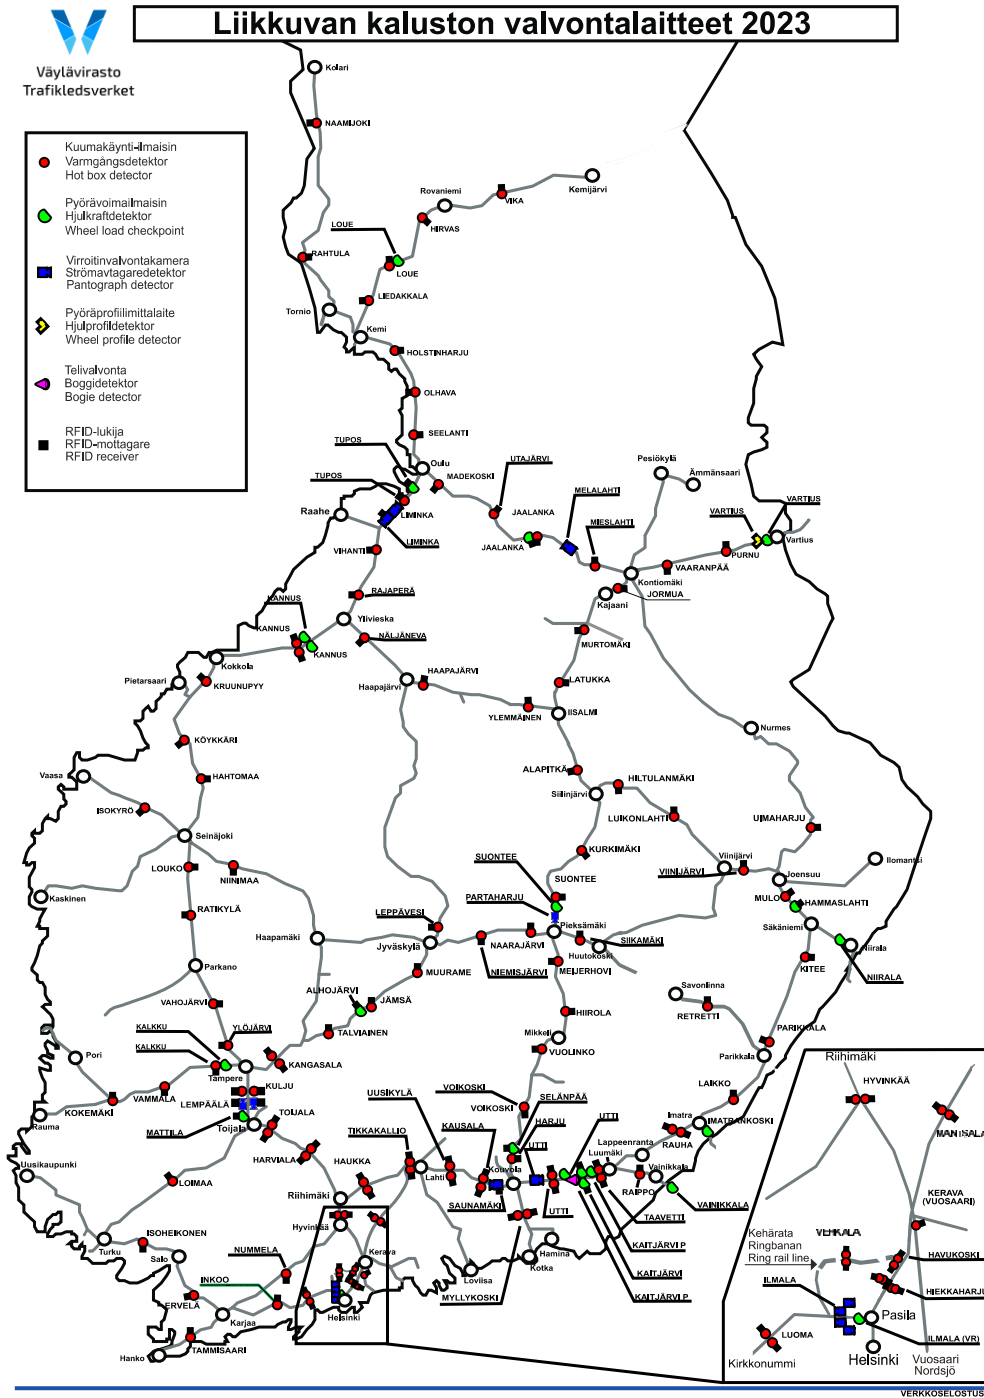 Liikkuvan kaluston valvontalaitteet 2023
Väylävirasto
Trafikledsverket
Kuumakäynti-ilmaisin
Varmgångsdetektor
Hot box detector
Pyörävoimailmaisin
Hjulkraftdetektor
Wheel load checkpoint
Virroitinvalvontakamera
Strömavtagaredetektor
Pantograph detector
Pyöräprofiilimittalaite
Hjulprofildetektor
Wheel profile detector
Telivalvonta
Boggidetektor
Bogie detector
RFID-lukija
RFID-mottagare
RFID receiver
Kolari
NAAMIJOKI
Kemijärvi
Rovaniemi
VIKA
HIRVAS
LOUE
RAHTULA
LOUE
LIEDAKKALA
Tornio
Kemi
HOLSTINHARJU
OLHAVA
SEELANTI
TUPOS
Oulu
TUPOS
MADEKOSKI
UTAJÄRVI
Pesiökylä
Ämmänsaari
Raahe
LIMINKA
LIMINKA
JAALANKA
JAALANKA
MELALAHTI
MIESLAHTI
VARTIUS
VARTIUS
Vartius
PURNU
VAARANPÄÄ
Kontiomäki
JORMUA
Kajaani
VIHANTI
RAJAPERÄ
KANNUS
Ylivieska
NÄLJÄNEVA
KANNUS
KANNUS
MURTOMÄKI
Kokkola
Pietarsaari
KRUUNUPYY
Haapajärvi
HAAPAJÄRVI
LATUKKA
YLEMMÄINEN
IISALMI
Nurmes
KÖYKKÄRI
Vaasa
HAHTOMAA
ISOKYRÖ
ALAPITKÄ
Siilinjärvi
HILTULANMÄKI
LUIKONLAHTI
UIMAHARJU
Seinäjoki
LOUKO
NIINIMAA
KURKIMÄKI
SUONTEE
SUONTEE
VIINIJÄRVI
Viinijärvi
Ilomantsi
Joensuu
Kaskinen
RATIKYLÄ
LEPPÄVESI
PARTAHARJU
Pieksämäki
MULO
HAMMASLAHTI
Säkäniemi
Haapamäki
Jyväskylä
NAARAJÄRVI
SIIKAMÄKI
Huutokoski
Niirala
NIIRALA
Parkano
MUURAME
NIEMISJÄRVI
MEIJERHOVI
KITEE
ALHOJÄRVI
VAHOJÄRVI
JÄMSÄ
HIIROLA
Savonlinna
RETRETTI
KALKKU
YLÖJÄRVI
TALVIAINEN
Mikkeli
PARIKKALA
KALKKU
KANGASALA
VUOLINKO
Parikkala
Pori
Tampere
KULJU
VAMMALA
LEMPÄÄLÄ
UUSIKYLÄ
VOIKOSKI
SELÄNPÄÄ
LAIKKO
KOKEMÄKI
Rauma
TOIJALA
KAUSALA
VOIKOSKI
HARJU
UTTI
Imatra
IMATRANKOSKI
MATTILA
Toijala
TIKKAKALLIO
UTTI
Lappeenranta
Luumäki
RAUHA
HARVIALA
HAUKKA
Lahti
Kouvola
Vainikkala
RAIPPO
Uusikaupunki
LOIMAA
Riihimäki
SAUNAMÄKI
UTTI
TAAVETTI
VAINIKKALA
Hyvinkää
Turku
ISOHEIKONEN
Salo
NUMMELA
Kerava
Hamina
Kotka
KAITJÄRVI P
KAITJÄRVI
KAITJÄRVI P
Loviisa
MYLLYKOSKI
INKOO
ERVELÄ
Karjaa
Helsinki
Hanko
TAMMISAARI
Riihimäki
HYVINKÄÄ
KERAVA
(VUOSAARI)
Kehärata
Ringbanan
Ring rail line
HAVUKOSKI
HIEKKAHARJU
ILMALA
Pasila
LUOMA
ILMALA (VR)
Kirkkonummi
Helsinki
Vuosaari
Nordsjö
VERKKOSELOSTUS